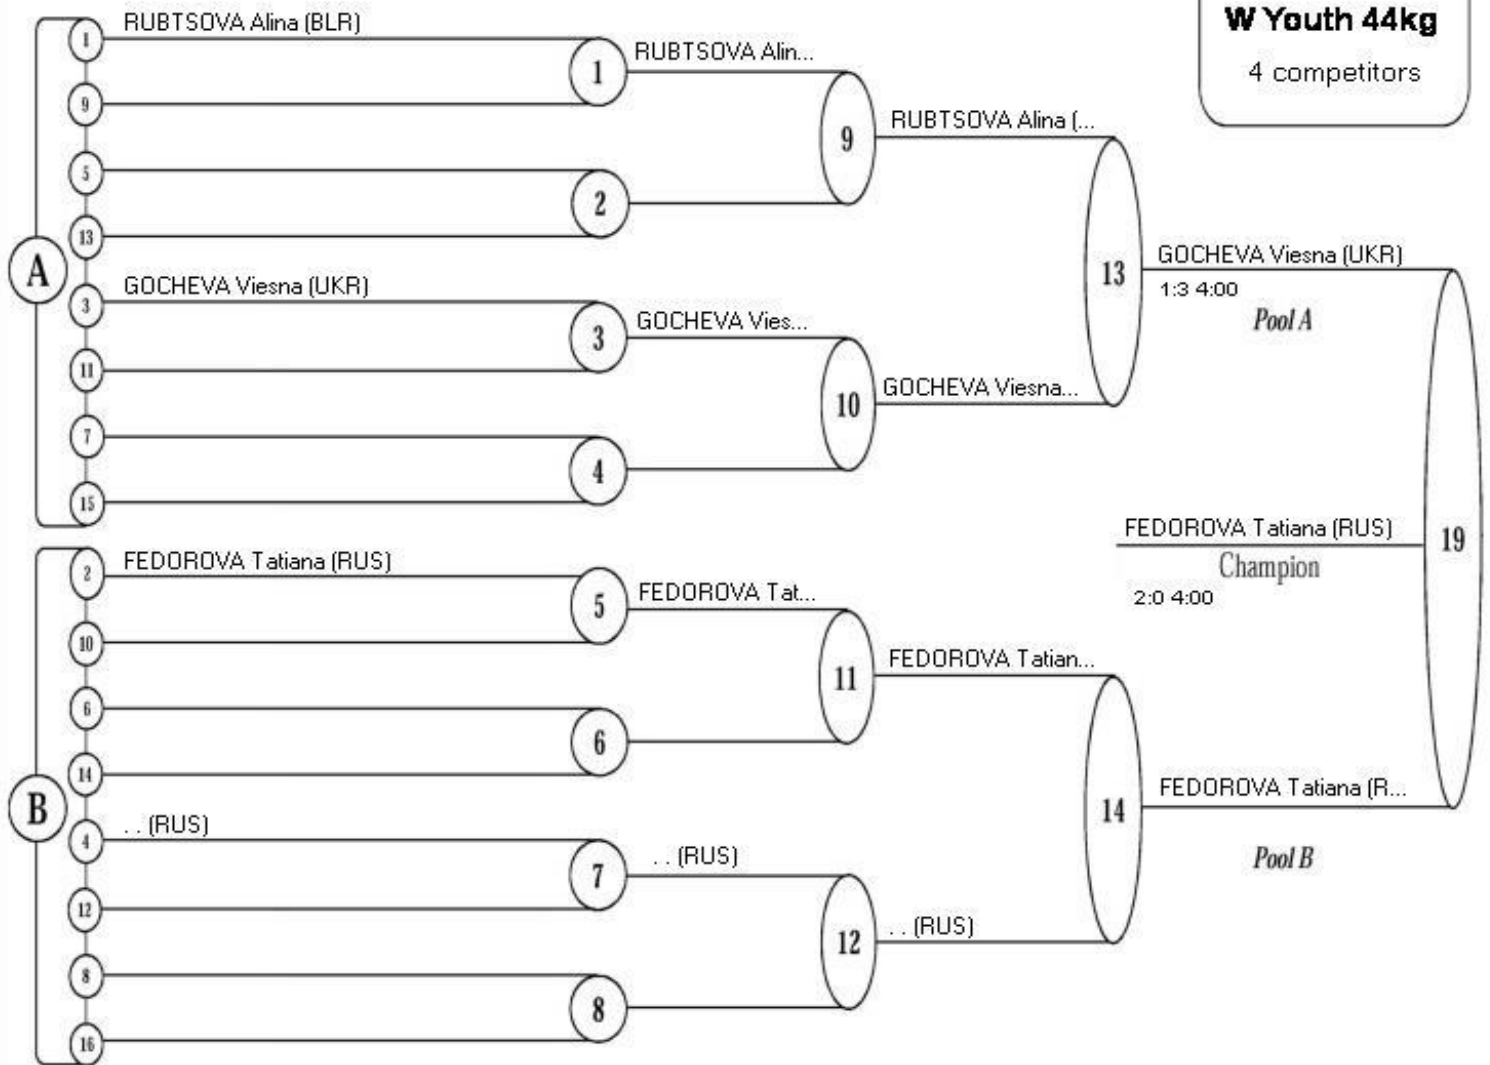 W Youth 44kg
4 competitors
A
1
RUBTSOVA Alina (BLR)
9
5
13
3
GOCHEVA Viesna (UKR)
11
7
15
B
2
FEDOROVA Tatiana (RUS)
10
6
14
4
. . (RUS)
12
8
16
1
RUBTSOVA Alin...
2
3
GOCHEVA Vies...
4
5
FEDOROVA Tat...
6
7
. . (RUS)
8
9
RUBTSOVA Alina (...
10
GOCHEVA Viesna...
11
FEDOROVA Tatian...
12
. . (RUS)
13
GOCHEVA Viesna (UKR)
1:3 4:00
Pool A
14
FEDOROVA Tatiana (R...
Pool B
FEDOROVA Tatiana (RUS)
Champion
2:0 4:00
19